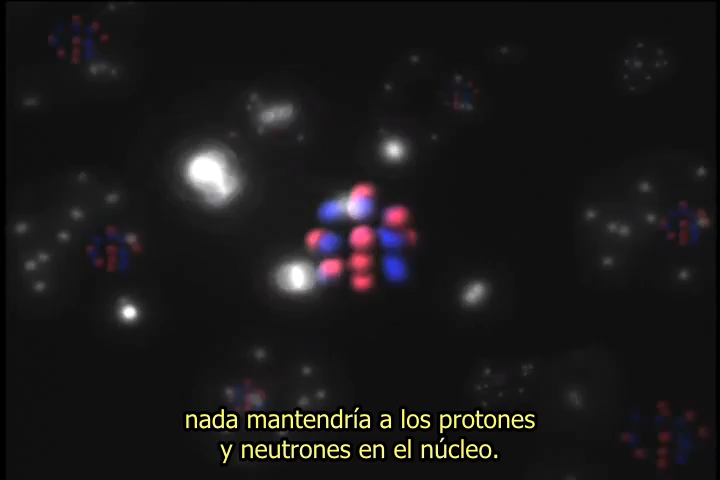 nada mantendría a los protones
y neutrones en el núcleo.